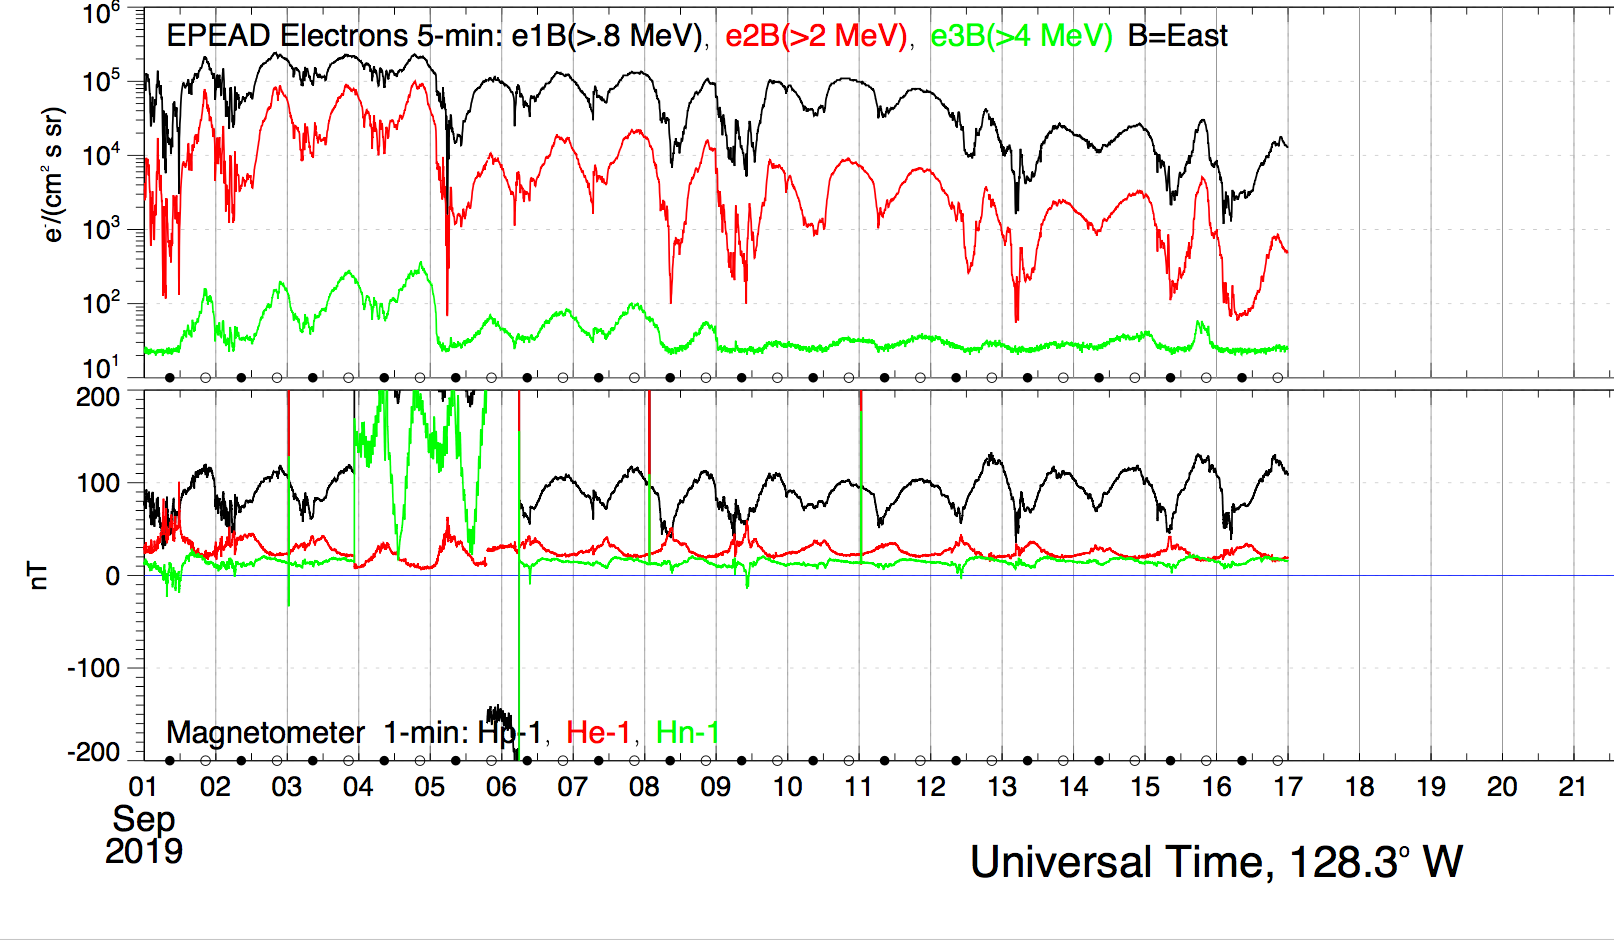 10⁶
EPEAD Electrons 5-min: e1B(>.8 MeV), e2B(>2 MeV), e3B(>4 MeV) B=East
10⁵
10⁴
10³
10²
10¹
e/(cm² s sr)
200
100
0
-100
-200
nT
Magnetometer 1-min: Hp-1, He-1, Hn-1
01 02 03 04 05 06 07 08 09 10 11 12 13 14 15 16 17 18 19 20 21
Sep
2019
Universal Time, 128.3° W